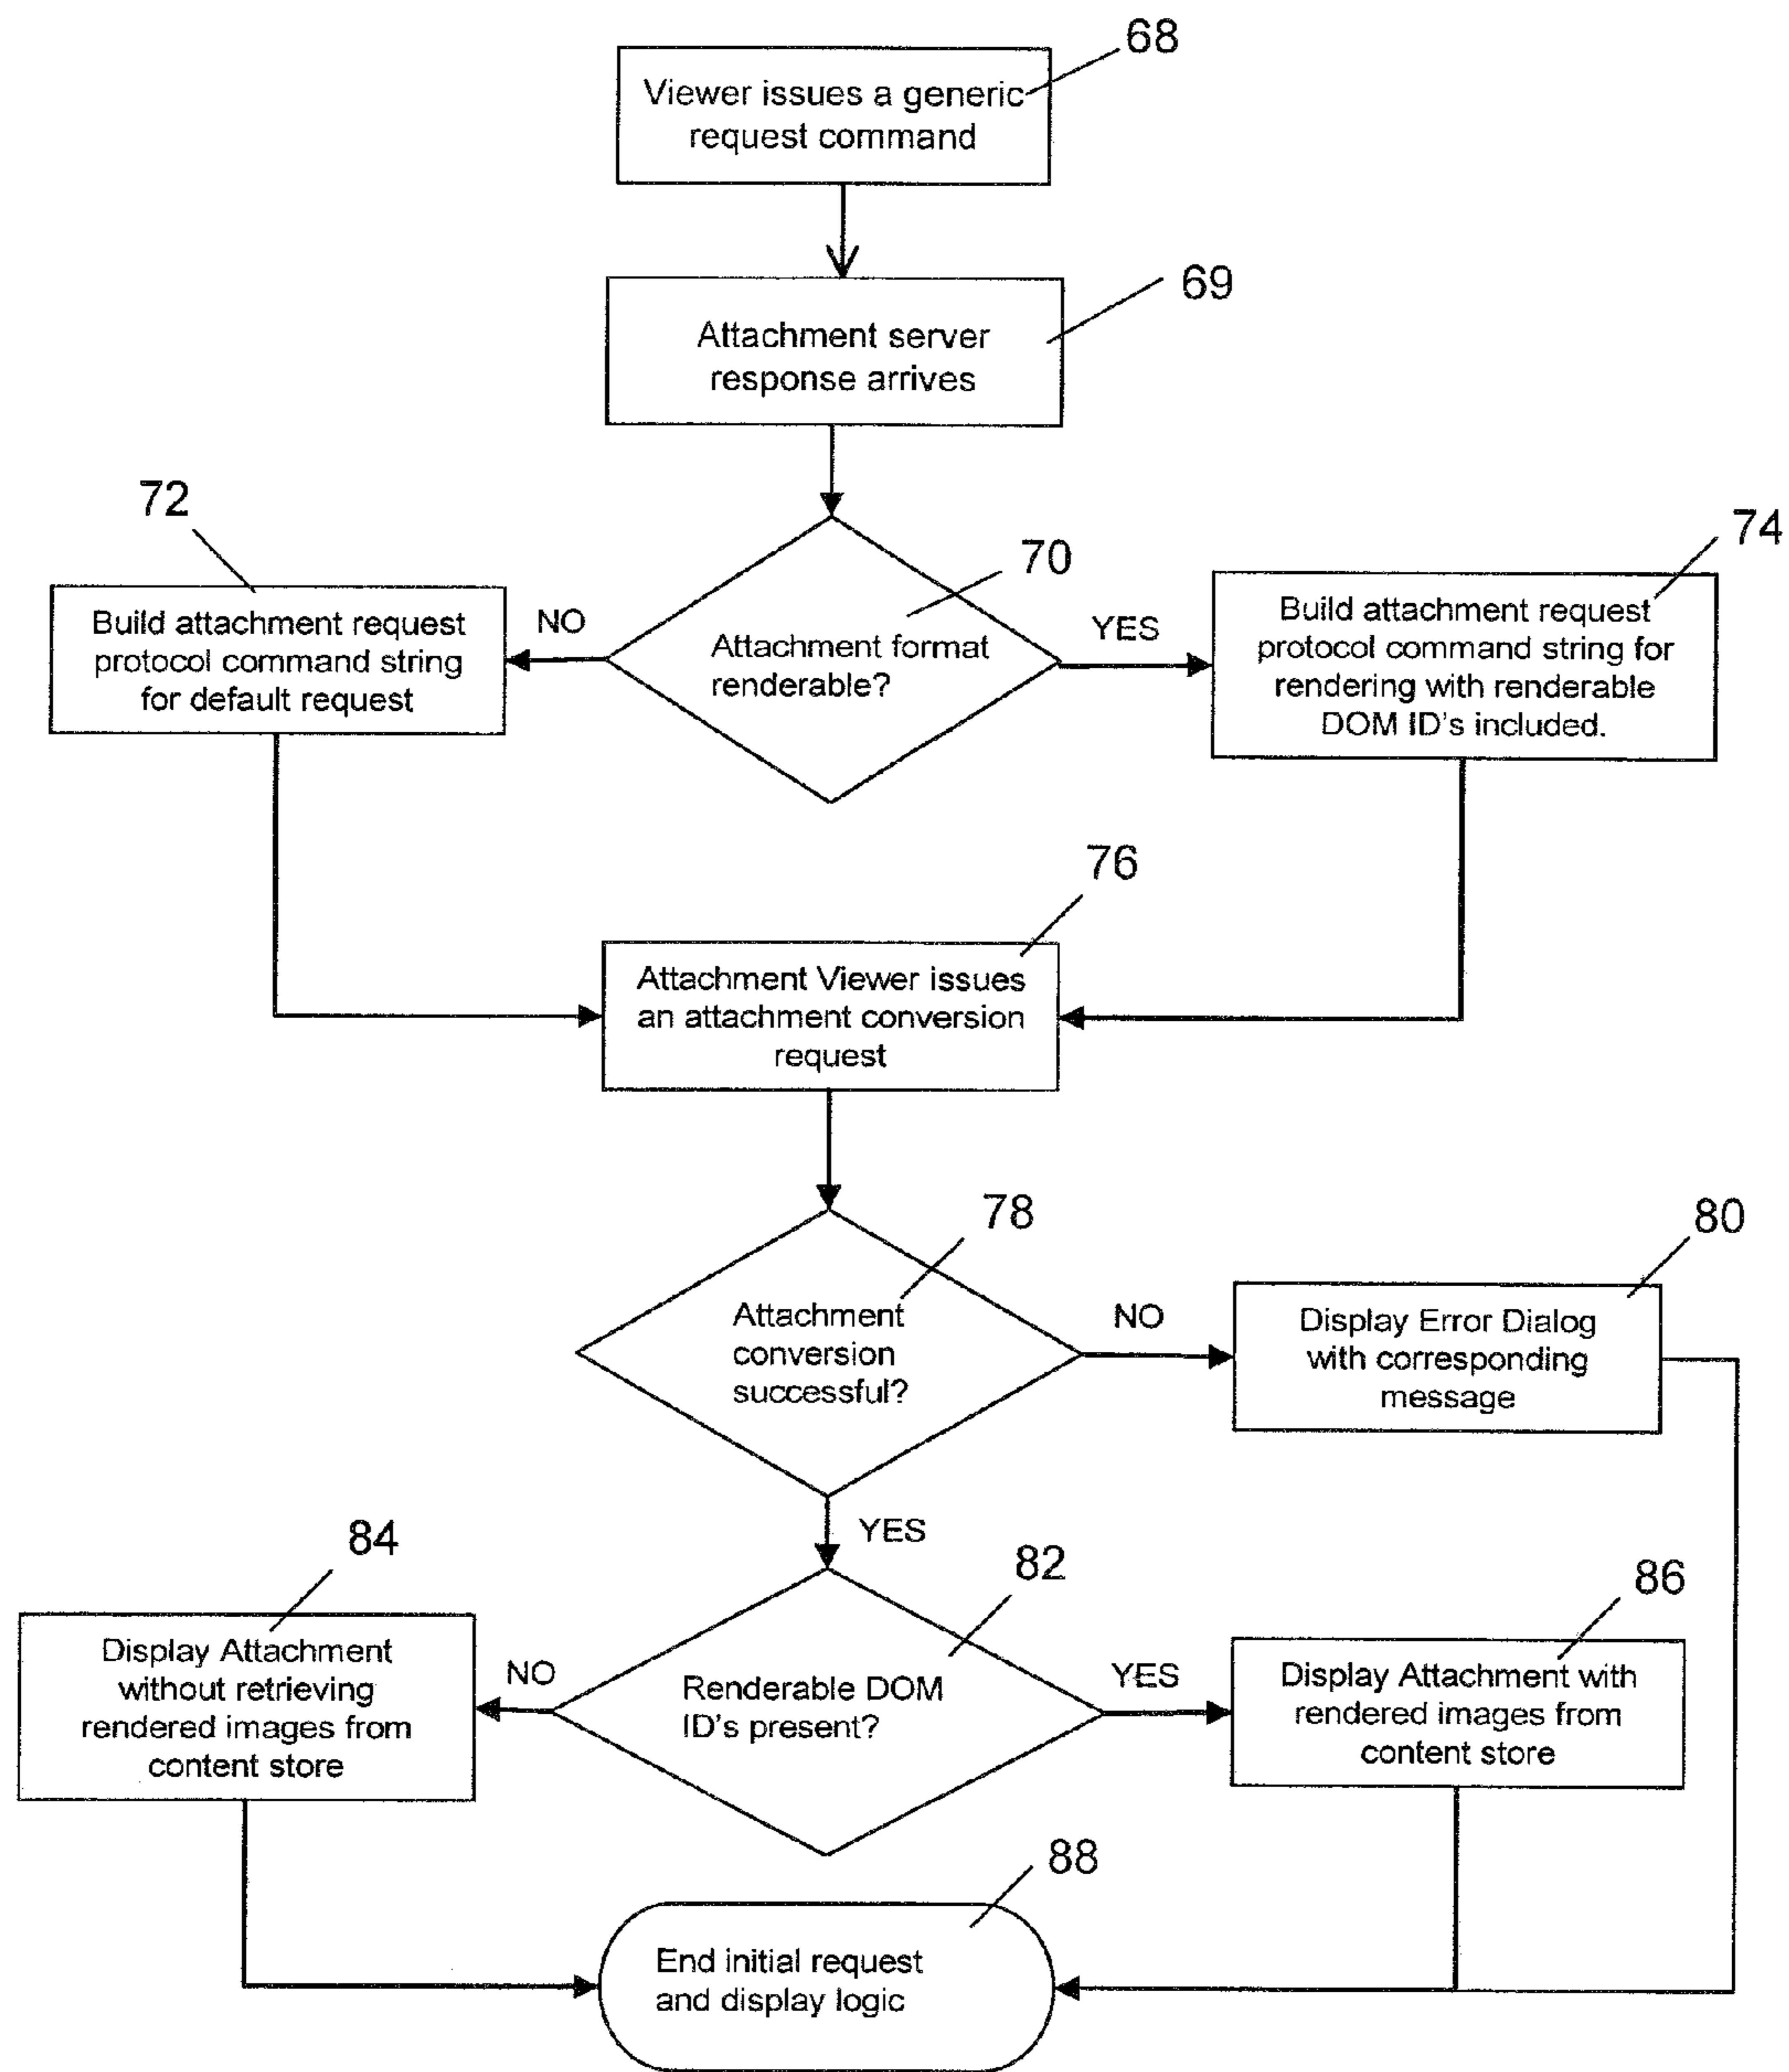 68
Viewer issues a generic
request command
69
Attachment server
response arrives
72
70
74
Build attachment request
protocol command string
for default request
NO
Attachment format
renderable?
YES
Build attachment request
protocol command string for
rendering with renderable
DOM ID's included.
76
Attachment Viewer issues
an attachment conversion
request
78
80
Attachment
conversion
successful?
NO
Display Error Dialog
with corresponding
message
YES
84
82
86
Display Attachment
without retrieving
rendered images from
content store
NO
Renderable DOM
ID's present?
YES
Display Attachment with
rendered images from
content store
88
End initial request
and display logic